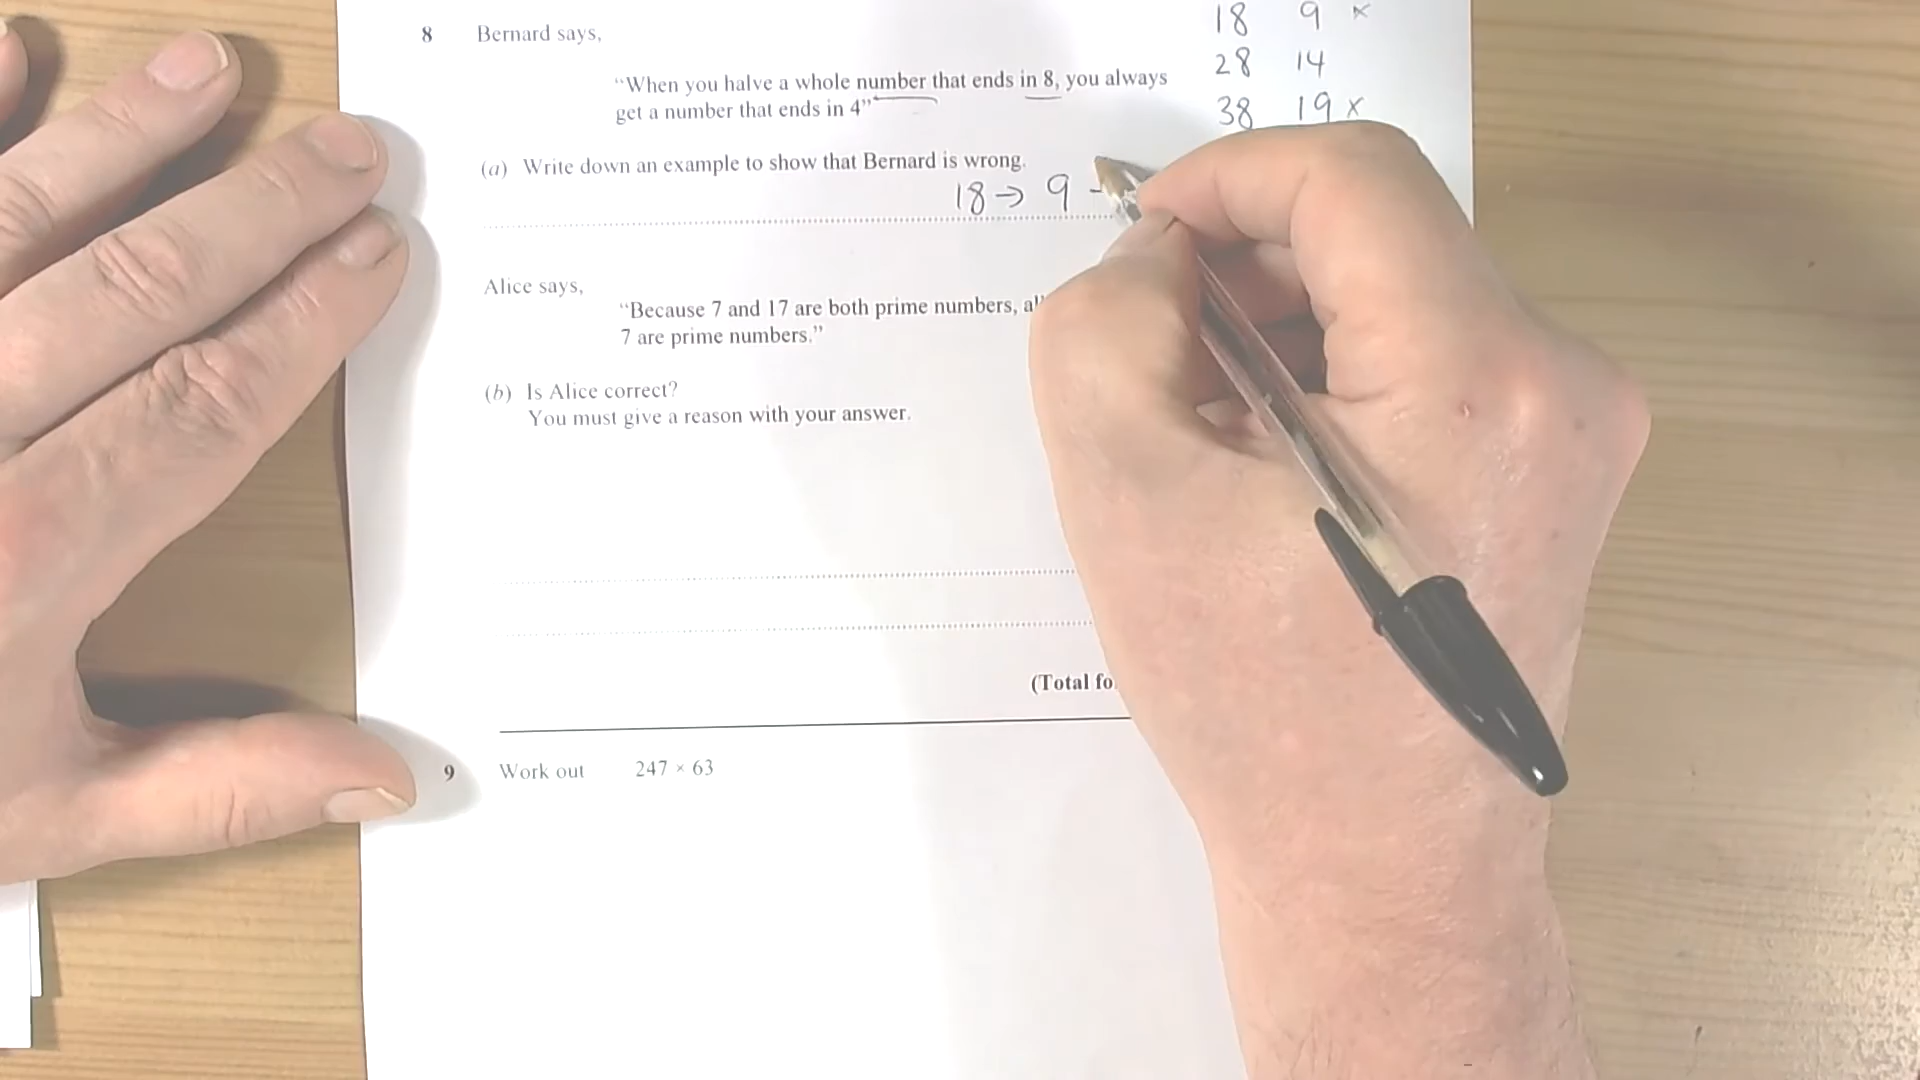 18 9 ×
8 Bernard says,
28 14
“When you halve a whole number that ends in 8, you always
get a number that ends in 4”
38 19 ×
(a) Write down an example to show that Bernard is wrong.
18 → 9
Alice says,
“Because 7 and 17 are both prime numbers,
7 are prime numbers.”
(b) Is Alice correct?
You must give a reason with your answer.
(Total
9 Work out 247 × 63